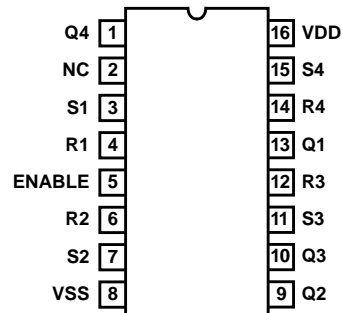 Q4 1 16 VDD
NC 2 15 S4
S1 3 14 R4
R1 4 13 Q1
ENABLE 5 12 R3
R2 6 11 S3
S2 7 10 Q3
VSS 8 9 Q2